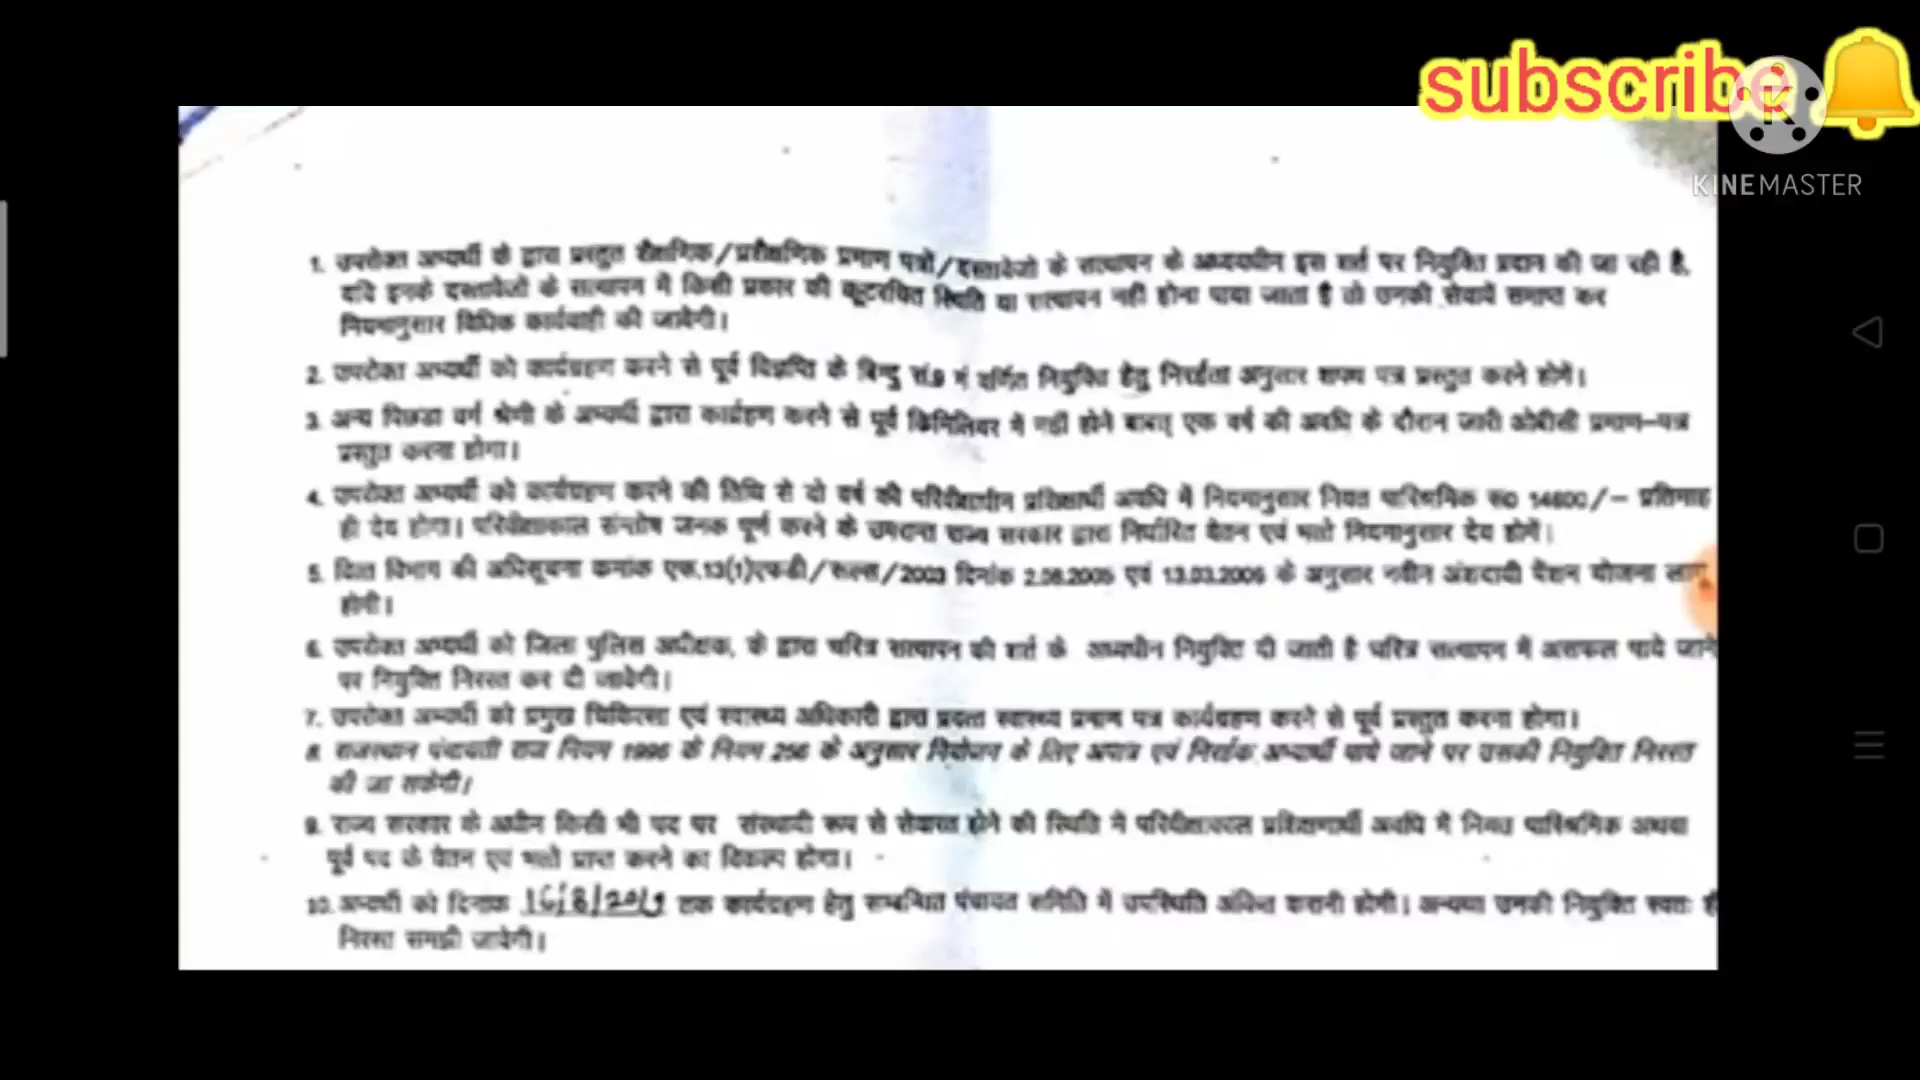 subscribe
KINEMASTER
1. उपरोक्त अभ्यर्थी के द्वारा प्रस्तुत शैक्षणिक/प्रशैक्षणिक प्रमाण पत्रों/दस्तावेजो के सत्यापन के अध्यधीन इस शर्त पर नियुक्ति प्रदान की जा रही है,
यदि इनके दस्तावेजों के सत्यापन में किसी प्रकार की कूटरचित स्थिति या सत्यापन नही होना पाया जाता है तो उनकी सेवायें समाप्त कर
नियमानुसार विधिक कार्यवाही की जावेगी।
2. उपरोक्त अभ्यर्थी को कार्यग्रहण करने से पूर्व विज्ञप्ति के बिन्दु सं.9 में वर्णित नियुक्ति हेतु निरर्हता अनुसार शपथ पत्र प्रस्तुत करने होगें।
3. अन्य पिछडा वर्ग श्रेणी के अभ्यर्थी द्वारा कार्यग्रहण करने से पूर्व क्रिमिलियर में नही होने बाबत् एक वर्ष की अवधि के दौरान जारी ओबीसी प्रमाण-पत्र
प्रस्तुत करना होगा।
4. उपरोक्त अभ्यर्थी को कार्यग्रहण करने की तिथि से दो वर्ष की परिवीक्षाधीन प्रशिक्षार्थी अवधि में नियमानुसार नियत पारिश्रमिक रू0 14600/- प्रतिमाह
ही देय होगा। परिवीक्षाकाल संन्तोष जनक पूर्ण करने के उपरान्त राज्य सरकार द्वारा निर्धारित वेतन एवं भत्ते नियमानुसार देय होगें।
5. वित्त विभाग की अधिसूचना कमांक एफ.13(1)एफडी/रूल्स/2003 दिनांक एवं 13.03.2006 के अनुसार नवीन अंशदायी पेंशन योजना लागू
होगी।
6. उपरोक्त अभ्यर्थी को जिला पुलिस अधीक्षक, के द्वारा चरित्र सत्यापन की शर्त के अध्यधीन नियुक्ति दी जाती है चरित्र सत्यापन में असफल पाये जाने
पर नियुक्ति निरस्त कर दी जावेगी।
7. उपरोक्त अभ्यर्थी को प्रमुख चिकित्सा एवं स्वास्थ्य अधिकारी द्वारा प्रदत्त स्वास्थ्य प्रमाण पत्र कार्यग्रहण करने से पूर्व प्रस्तुत करना होगा।
8. राजस्थान पंचायती राज नियम 1996 के नियम 256 के अनुसार नियोजन के लिए अपात्र एवं अभ्यर्थी पाये जाने पर उसकी नियुक्ति निरस्त
की जा सकेगी।
9. राज्य सरकार के अधीन किसी भी पद पर संस्थायी रूप से सेवारत होने की स्थिति में परिवीक्षाकाल प्रशिक्षणार्थी अवधि में नियत पारिश्रमिक अथवा
पूर्व पद के वेतन एवं भत्तो प्राप्त करने का विकल्प होगा।
10. अभ्यर्थी को दिनांक 16/8/2019 तक कार्यग्रहण हेतु सम्बन्धित पंचायत समिति में उपस्थिति अंकित करानी होगी। अन्यथा उनकी नियुक्ति स्वतः ही
निरस्त समझी जावेगी।